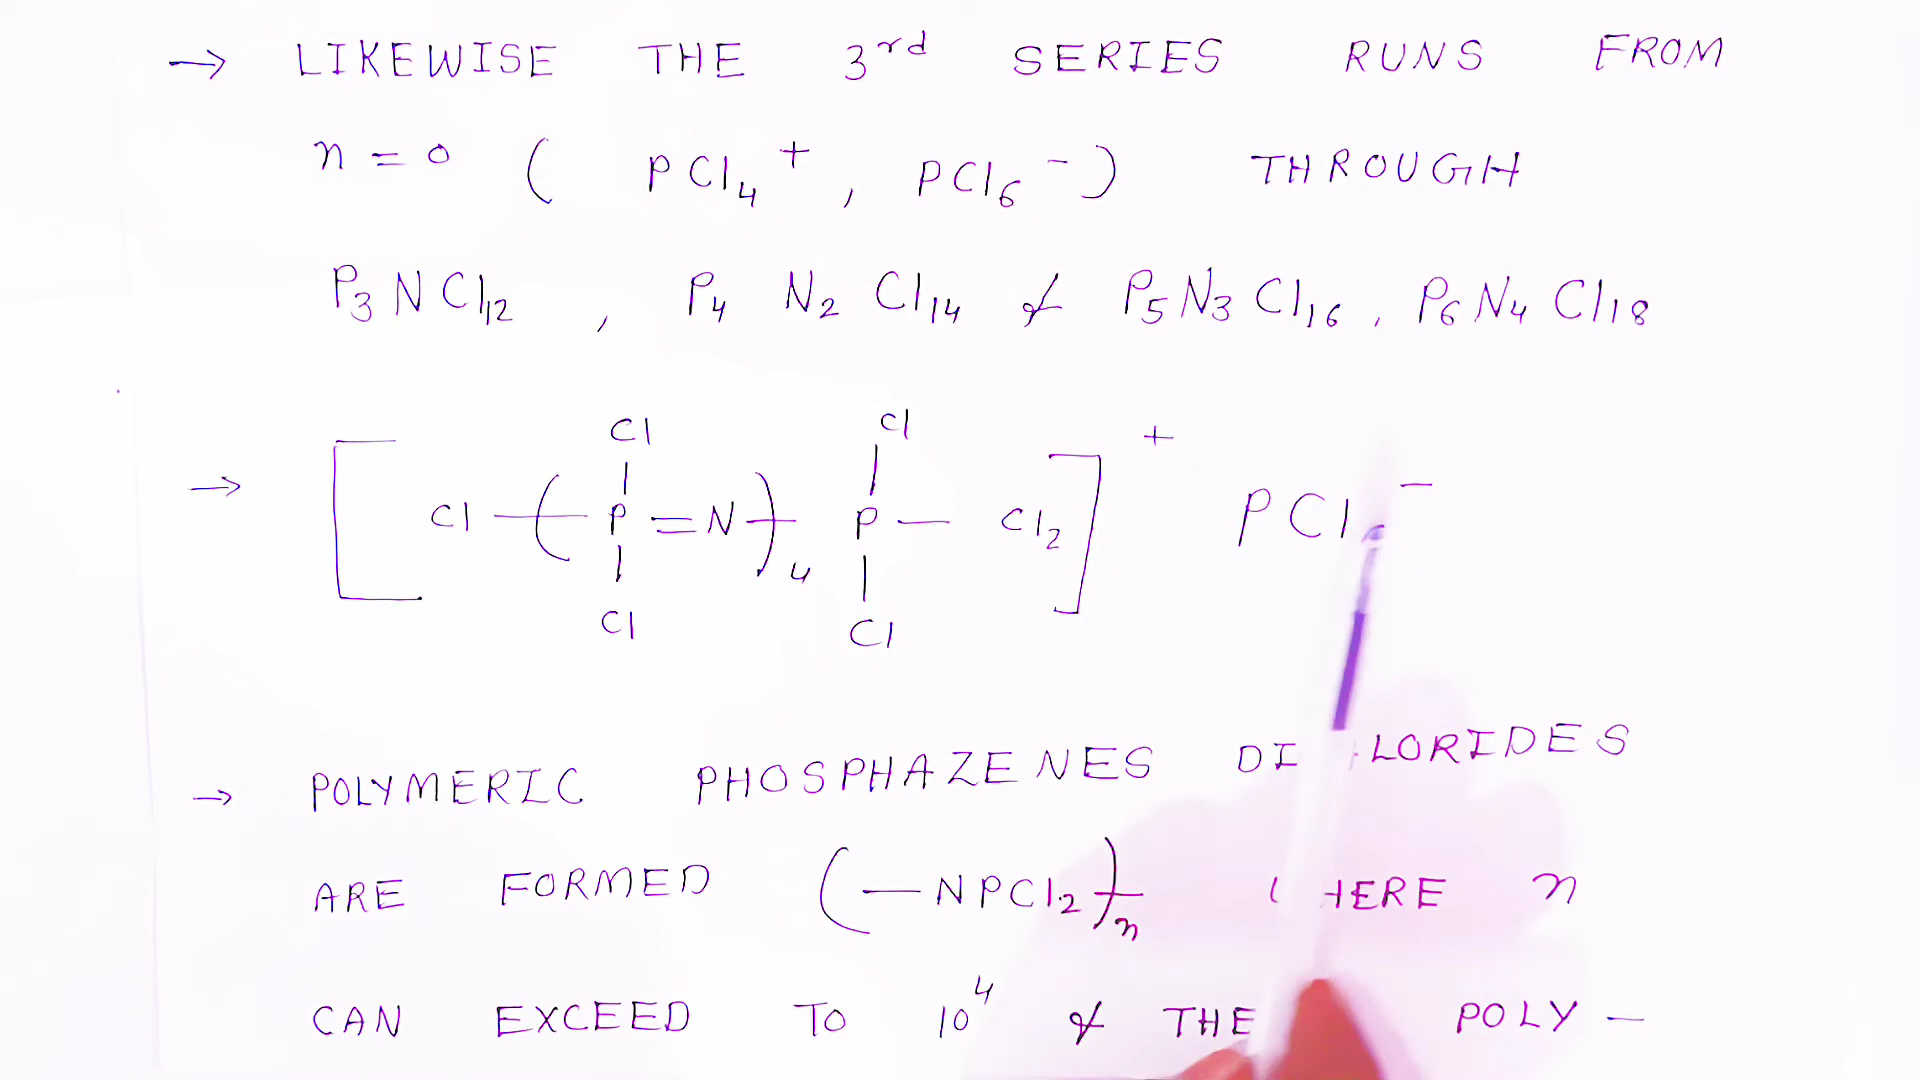 → LIKEWISE THE 3rd SERIES RUNS FROM
n = 0 ( PCl4 + , PCl6 - ) THROUGH
P3NCl12 , P4 N2 Cl14 & P5N3Cl16 , P6N4Cl18
Cl Cl
→ [ Cl —( P = N )4 P — Cl2 ] + PCl -
Cl Cl
→ POLYMERIC PHOSPHAZENES DI LORIDES
ARE FORMED ( — NPCl2 )n HERE n
CAN EXCEED TO 10^4 & THE POLY —